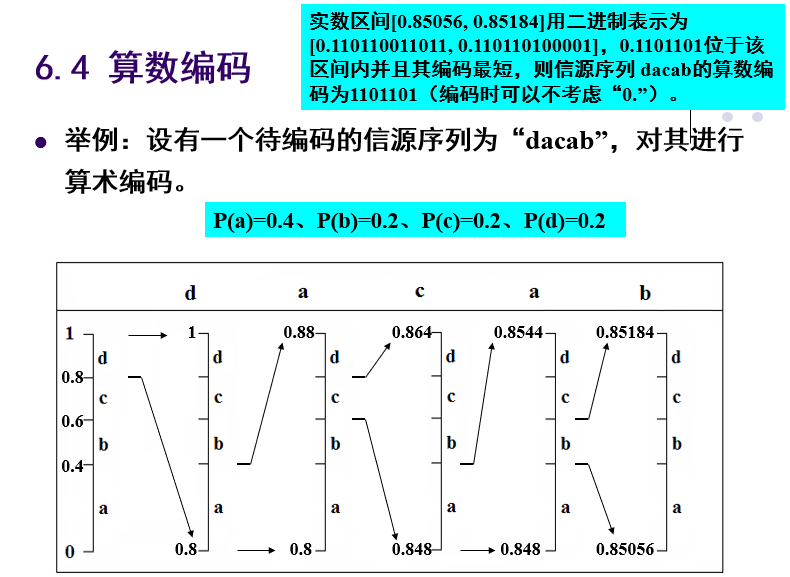 实数区间[0.85056, 0.85184]用二进制表示为
[0.110110011011, 0.110110100001]，0.1101101位于该
区间内并且其编码最短，则信源序列 dacab的算数编
码为1101101（编码时可以不考虑“0.”）。
6.4 算数编码
举例：设有一个待编码的信源序列为“dacab”，对其进行
算术编码。
P(a)=0.4、P(b)=0.2、P(c)=0.2、P(d)=0.2
d a c a b
1 1 0.88 0.864 0.8544 0.85184
d d d d d d
0.8
c c c c c c
0.6
b b b b b b
0.4
a a a a a a
0 0.8 0.8 0.848 0.848 0.85056